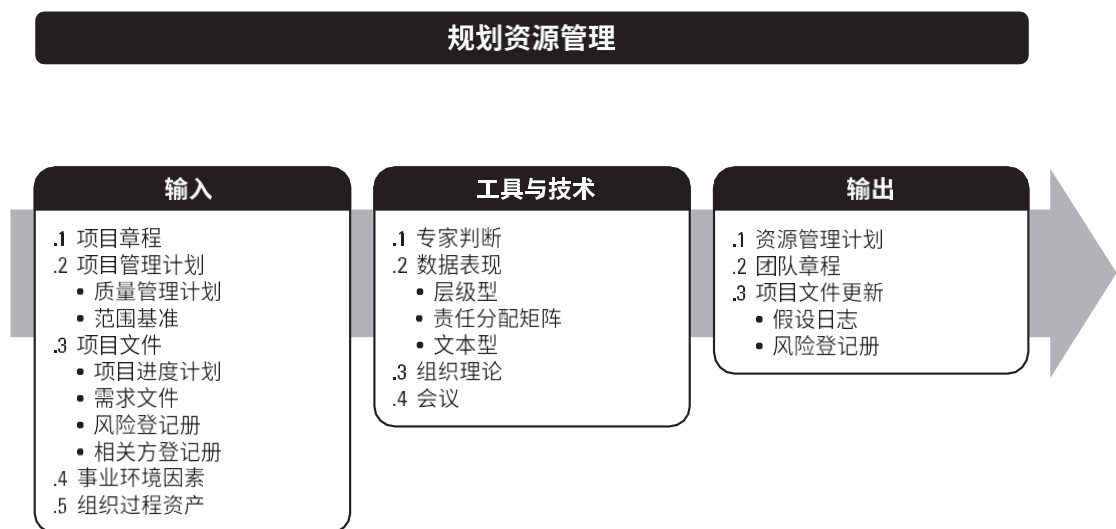 规划资源管理
输入
.1 项目章程
.2 项目管理计划
• 质量管理计划
• 范围基准
.3 项目文件
• 项目进度计划
• 需求文件
• 风险登记册
• 相关方登记册
.4 事业环境因素
.5 组织过程资产
工具与技术
.1 专家判断
.2 数据表现
• 层级型
• 责任分配矩阵
• 文本型
.3 组织理论
.4 会议
输出
.1 资源管理计划
.2 团队章程
.3 项目文件更新
• 假设日志
• 风险登记册